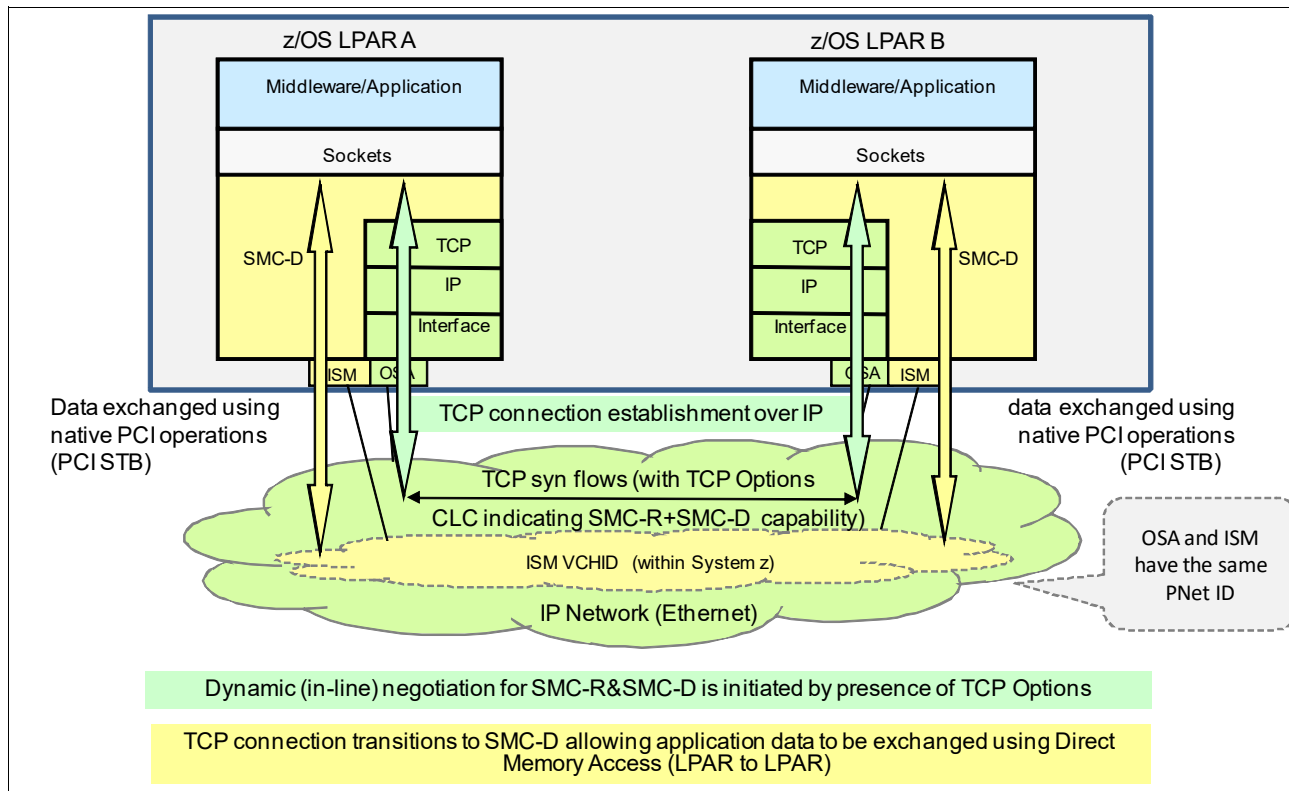 z/OS LPAR A
z/OS LPAR B
Middleware/Application
Middleware/Application
Sockets
Sockets
SMC-D
TCP
IP
Interface
TCP
IP
Interface
SMC-D
ISM
OSA
OSA
ISM
Data exchanged using
native PCI operations
(PCI STB)
TCP connection establishment over IP
data exchanged using
native PCI operations
(PCI STB)
TCP syn flows (with TCP Options
CLC indicating SMC-R+SMC-D capability)
ISM VCHID (within System z)
IP Network (Ethernet)
OSA and ISM
have the same
PNet ID
Dynamic (in-line) negotiation for SMC-R&SMC-D is initiated by presence of TCP Options
TCP connection transitions to SMC-D allowing application data to be exchanged using Direct
Memory Access (LPAR to LPAR)